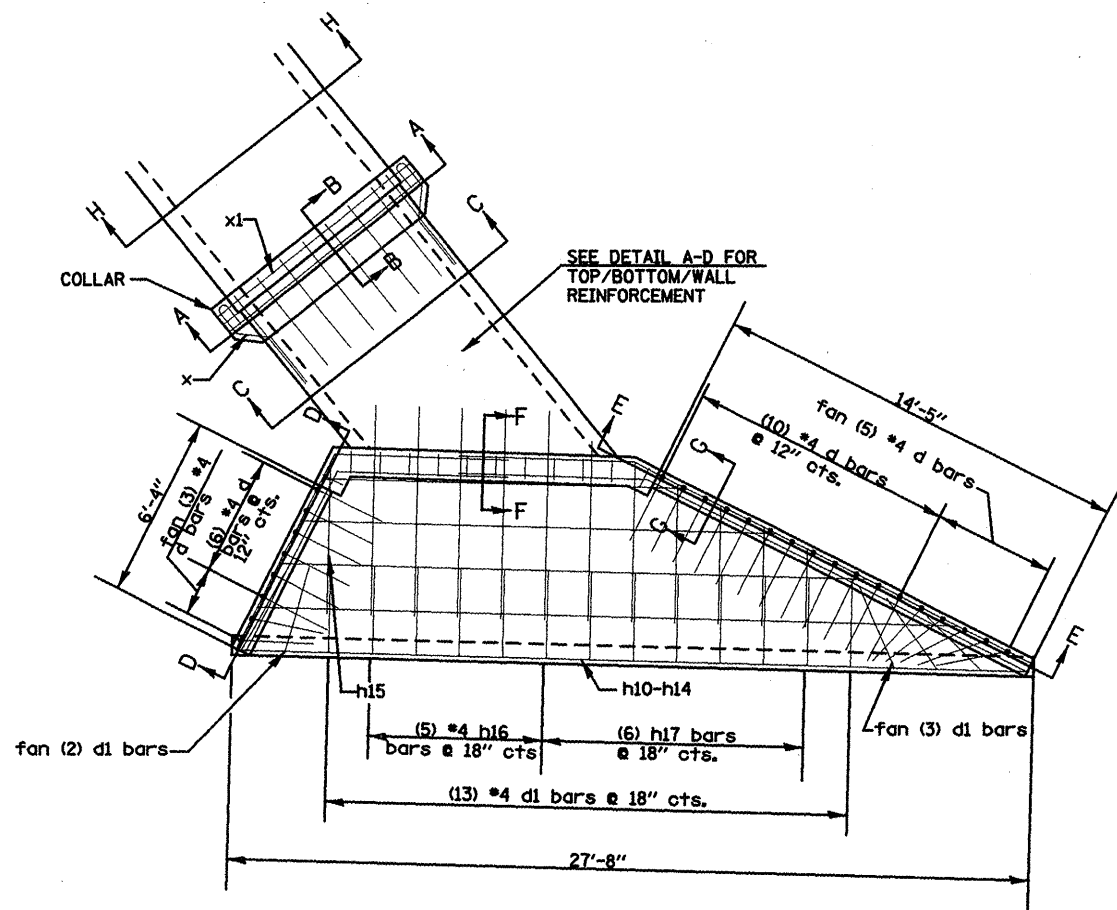 H
H
A
B
x1
C
COLLAR
B
SEE DETAIL A-D FOR
TOP/BOTTOM/WALL
REINFORCEMENT
A
x
C
D
F
E
G
14'-5"
fan (5) #4 d bars
(10) #4 d bars
@ 12" cts.
6'-4"
fan (3) #4
d bars
(6) #4 d
bars @
12" cts.
F
G
D
E
h15
h10-h14
fan (2) d1 bars
(5) #4 h16
bars @ 18" cts
(6) h17 bars
@ 18" cts.
fan (3) d1 bars
(13) #4 d1 bars @ 18" cts.
27'-8"